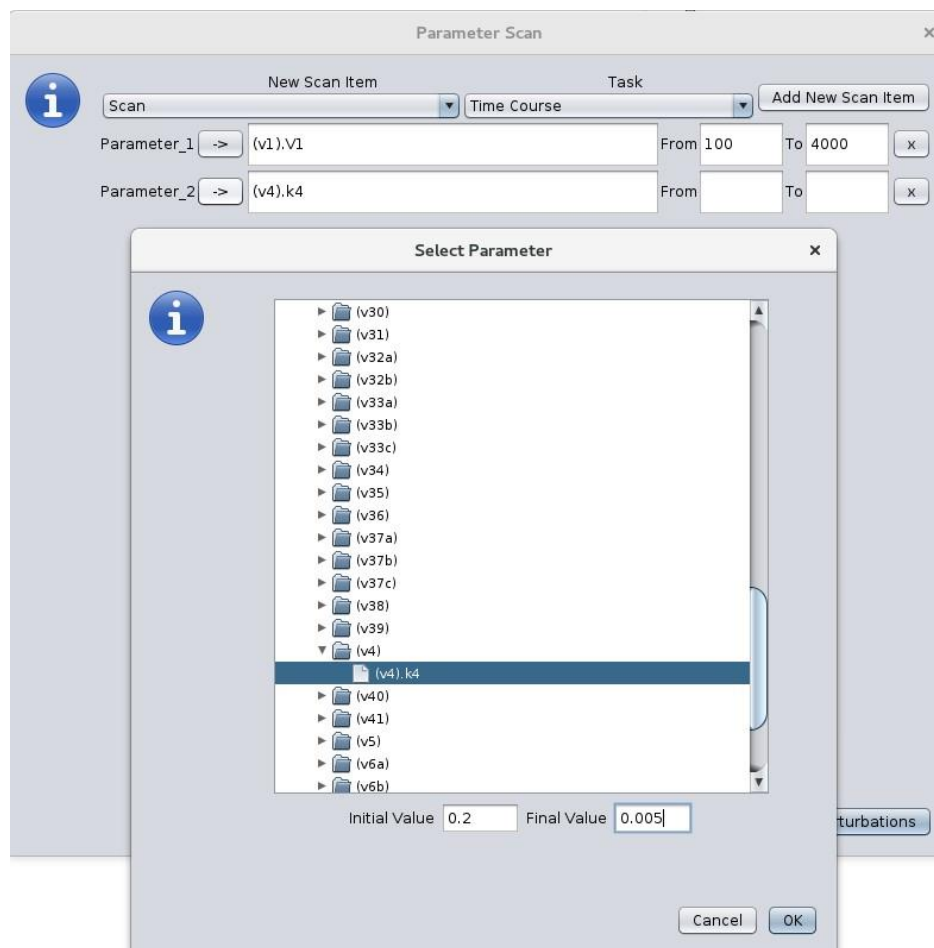 Parameter Scan ×
New Scan Item Task
Scan Time Course Add New Scan Item
Parameter_1 -> (v1).V1 From 100 To 4000 x
Parameter_2 -> (v4).k4 From To x
Select Parameter ×
(v30)
(v31)
(v32a)
(v32b)
(v33a)
(v33b)
(v33c)
(v34)
(v35)
(v36)
(v37a)
(v37b)
(v37c)
(v38)
(v39)
(v4)
(v4).k4
(v40)
(v41)
(v5)
(v6a)
(v6b)
Initial Value 0.2 Final Value 0.005
turbations
Cancel OK